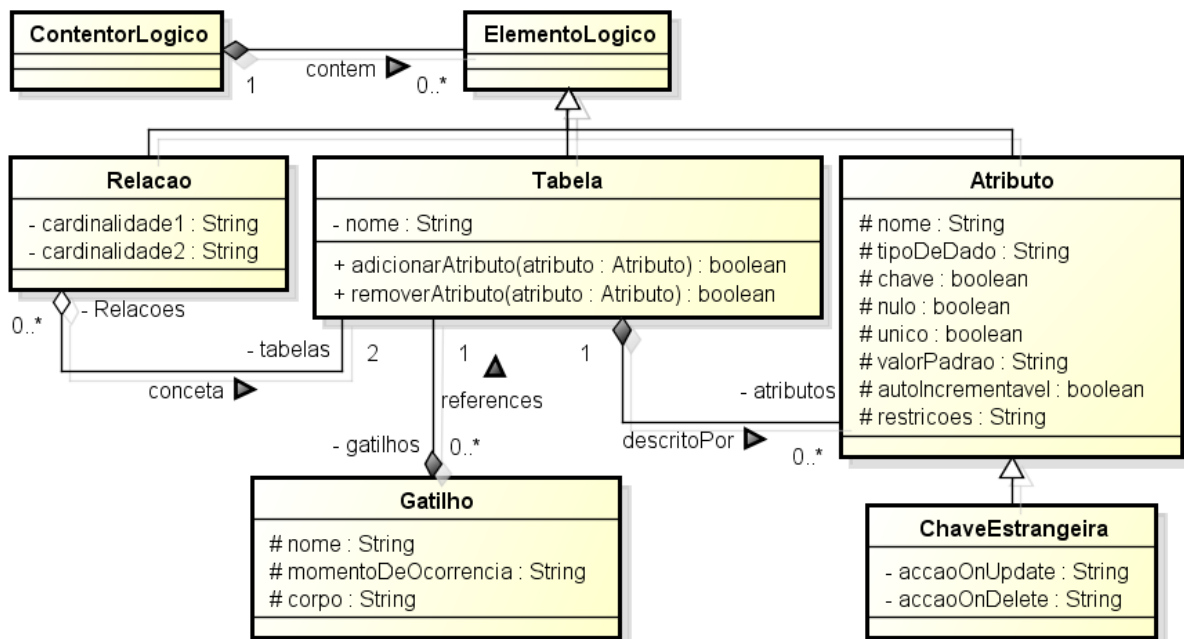 ContentorLogico
ElementoLogico
contem
1
0..*
Relacao
- cardinalidade1 : String
- cardinalidade2 : String
Tabela
- nome : String
+ adicionarAtributo(atributo : Atributo) : boolean
+ removerAtributo(atributo : Atributo) : boolean
Atributo
# nome : String
# tipoDeDado : String
# chave : boolean
# nulo : boolean
# unico : boolean
# valorPadrao : String
# autoIncrementavel : boolean
# restricoes : String
0..*
- Relacoes
- tabelas
2
conceta
1
references
1
- atributos
descritoPor
0..*
- gatilhos
0..*
Gatilho
# nome : String
# momentoDeOcorrencia : String
# corpo : String
ChaveEstrangeira
- accaoOnUpdate : String
- accaoOnDelete : String